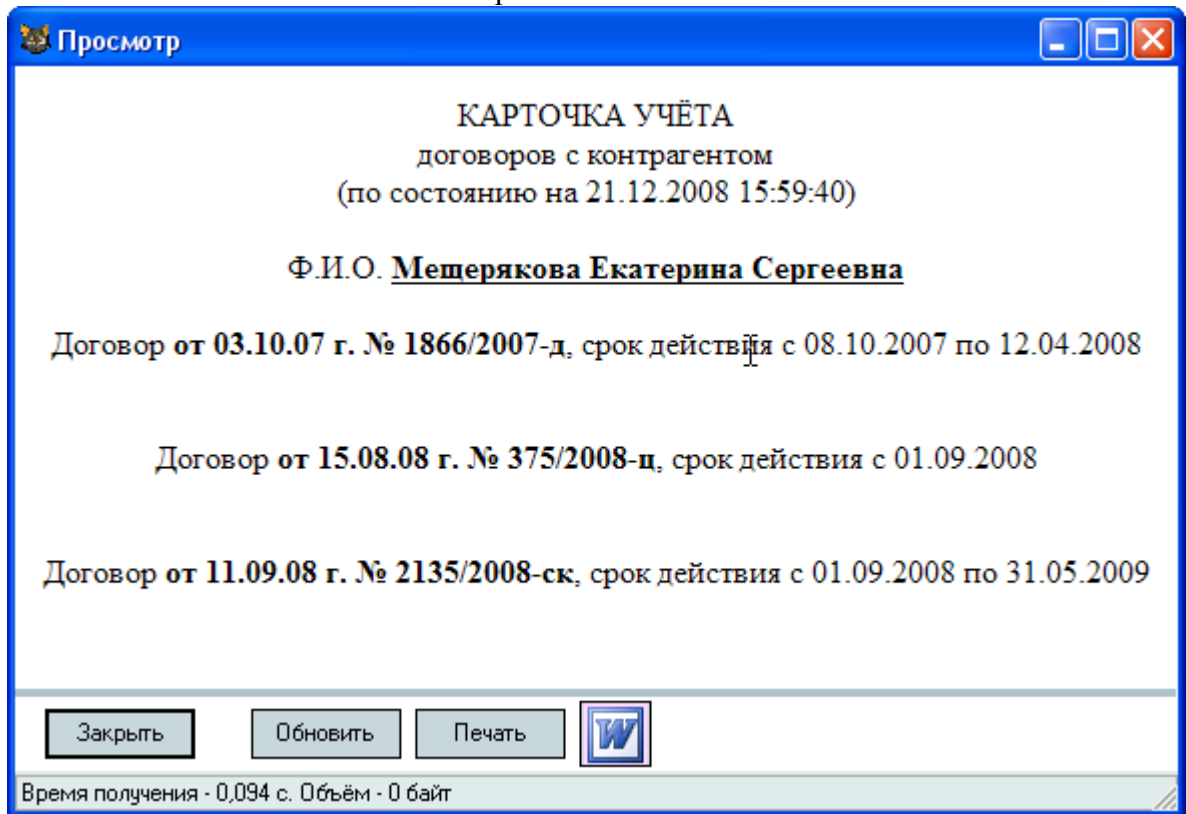 Просмотр
КАРТОЧКА УЧЁТА
договоров с контрагентом
(по состоянию на 21.12.2008 15:59:40)
Ф.И.О. Мещерякова Екатерина Сергеевна
Договор от 03.10.07 г. № 1866/2007-д, срок действия с 08.10.2007 по 12.04.2008
Договор от 15.08.08 г. № 375/2008-ц, срок действия с 01.09.2008
Договор от 11.09.08 г. № 2135/2008-ск, срок действия с 01.09.2008 по 31.05.2009
Закрыть Обновить Печать W
Время получения - 0,094 с. Объём - 0 байт